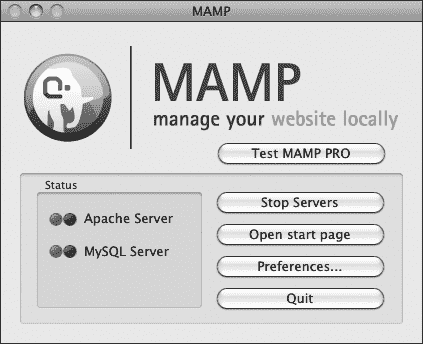 MAMP
MAMP
manage your website locally
Test MAMP PRO
Status
Apache Server
MySQL Server
Stop Servers
Open start page
Preferences...
Quit